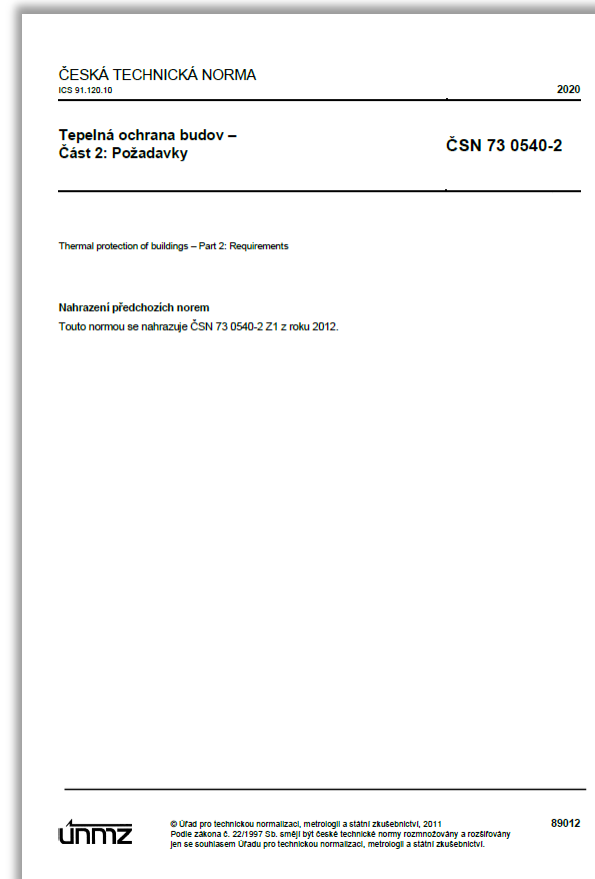 ČESKÁ TECHNICKÁ NORMA
ICS 91.120.10
2020
Tepelná ochrana budov –
Část 2: Požadavky
ČSN 73 0540-2
Thermal protection of buildings – Part 2: Requirements
Nahrazení předchozích norem
Touto normou se nahrazuje ČSN 73 0540-2 Z1 z roku 2012.
únmz
© Úřad pro technickou normalizaci, metrologii a státní zkušebnictví, 2011
Podle zákona č. 22/1997 Sb. smějí být české technické normy rozmnožovány a rozšiřovány
jen se souhlasem Úřadu pro technickou normalizaci, metrologii a státní zkušebnictví.
89012